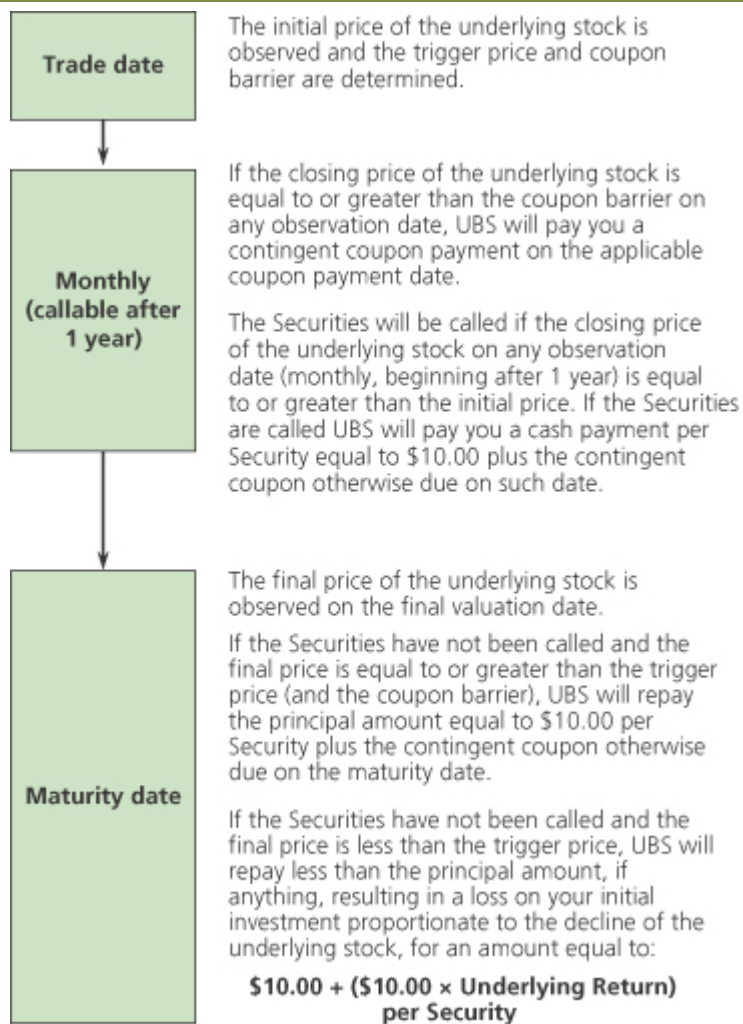 Trade date
The initial price of the underlying stock is
observed and the trigger price and coupon
barrier are determined.
Monthly
(callable after
1 year)
If the closing price of the underlying stock is
equal to or greater than the coupon barrier on
any observation date, UBS will pay you a
contingent coupon payment on the applicable
coupon payment date.
The Securities will be called if the closing price
of the underlying stock on any observation
date (monthly, beginning after 1 year) is equal
to or greater than the initial price. If the Securities
are called UBS will pay you a cash payment per
Security equal to $10.00 plus the contingent
coupon otherwise due on such date.
Maturity date
The final price of the underlying stock is
observed on the final valuation date.
If the Securities have not been called and the
final price is equal to or greater than the trigger
price (and the coupon barrier), UBS will repay
the principal amount equal to $10.00 per
Security plus the contingent coupon otherwise
due on the maturity date.
If the Securities have not been called and the
final price is less than the trigger price, UBS will
repay less than the principal amount, if
anything, resulting in a loss on your initial
investment proportionate to the decline of the
underlying stock, for an amount equal to:
$10.00 + ($10.00 × Underlying Return)
per Security